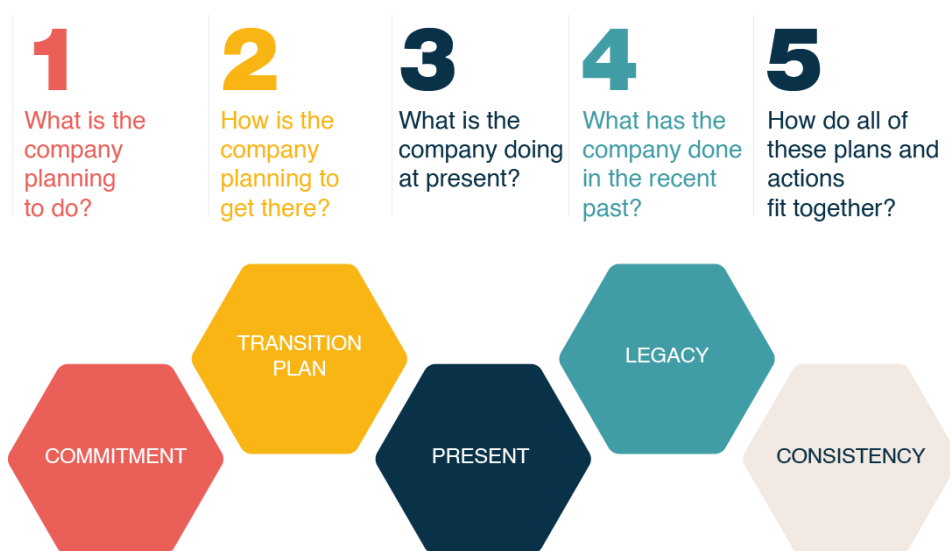 1
What is the
company
planning
to do?
2
How is the
company
planning to
get there?
3
What is the
company doing
at present?
4
What has the
company done
in the recent
past?
5
How do all of
these plans and
actions
fit together?
COMMITMENT
TRANSITION
PLAN
PRESENT
LEGACY
CONSISTENCY